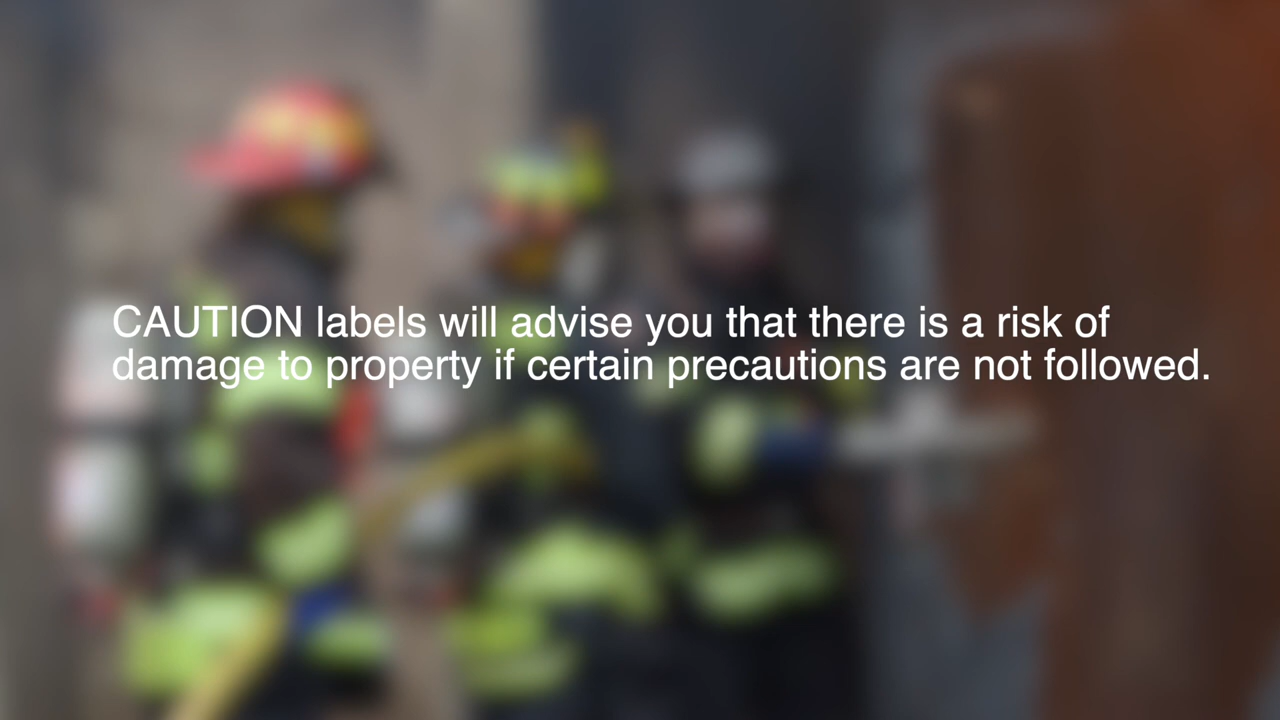 CAUTION labels will advise you that there is a risk of
damage to property if certain precautions are not followed.